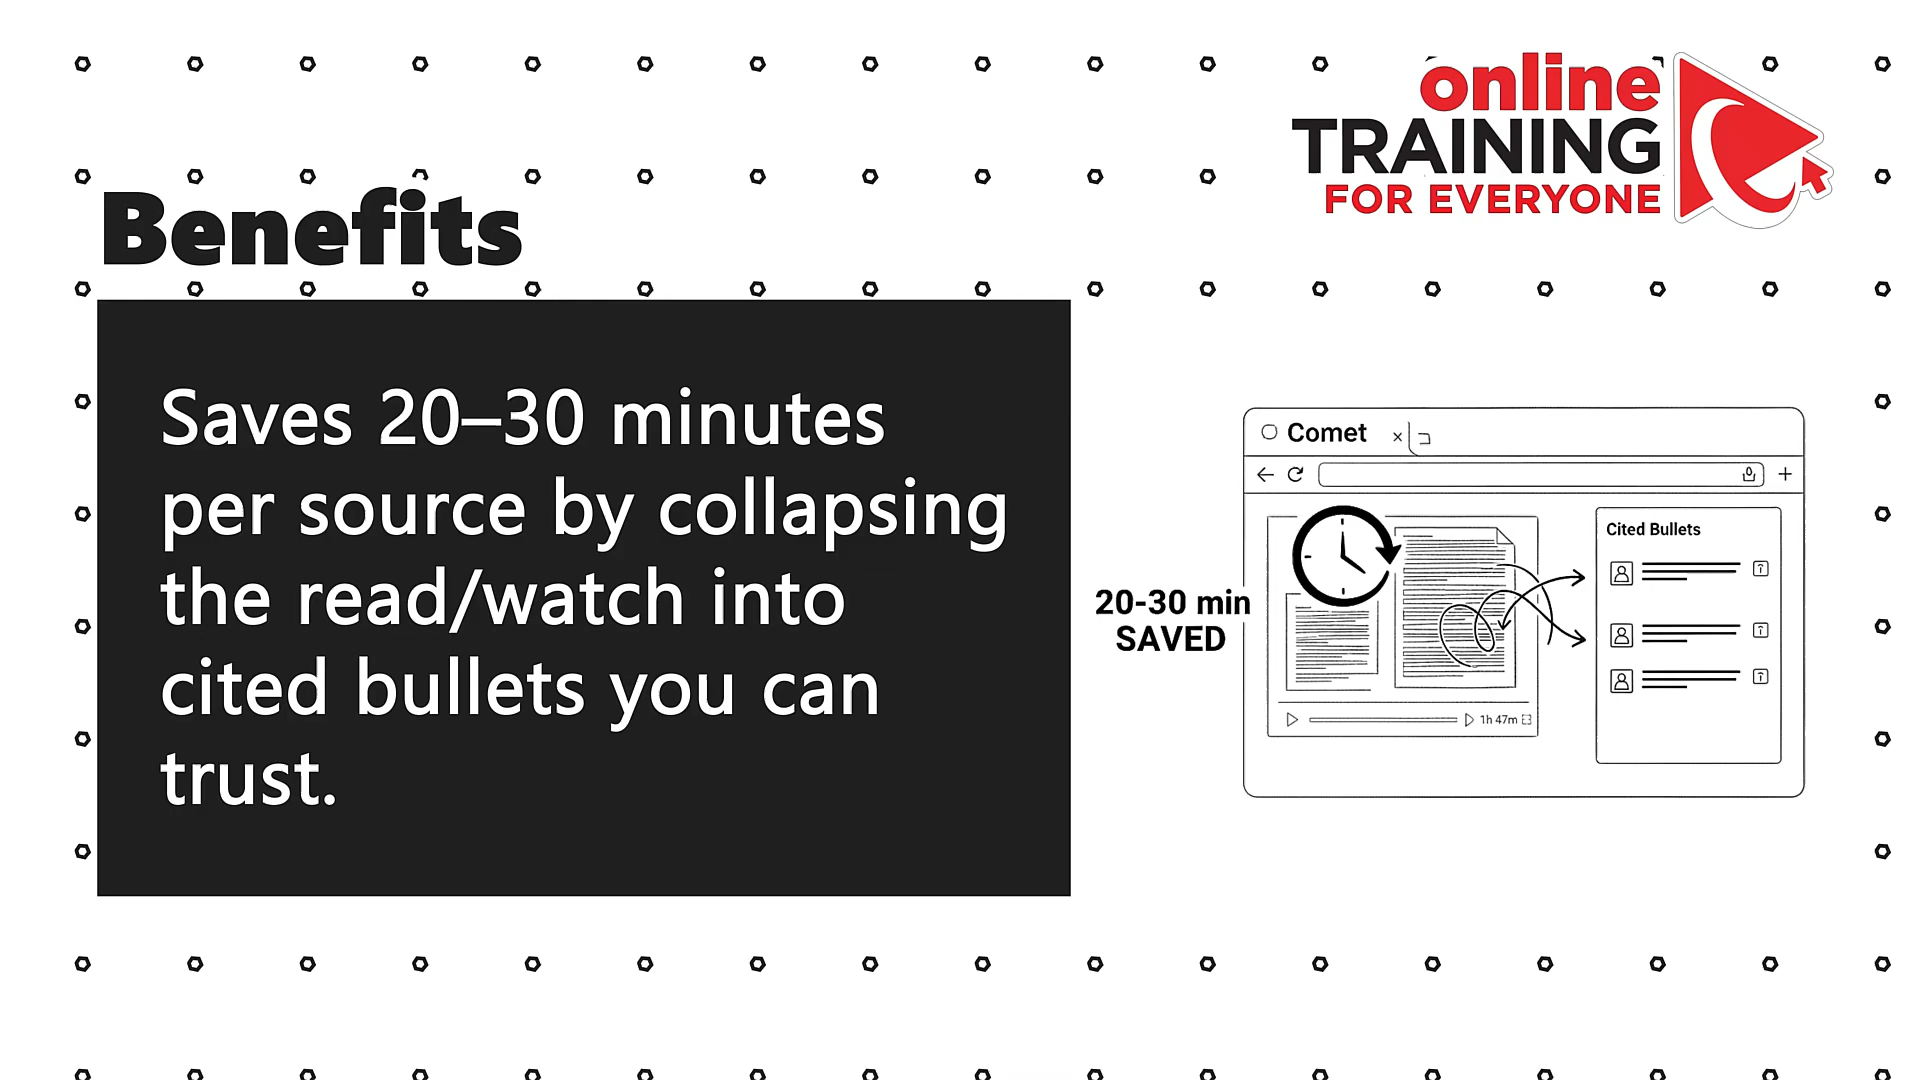 online
TRAINING
FOR EVERYONE
Benefits
Saves 20–30 minutes
per source by collapsing
the read/watch into
cited bullets you can
trust.
20-30 min
SAVED
Comet
Cited Bullets
1h 47m